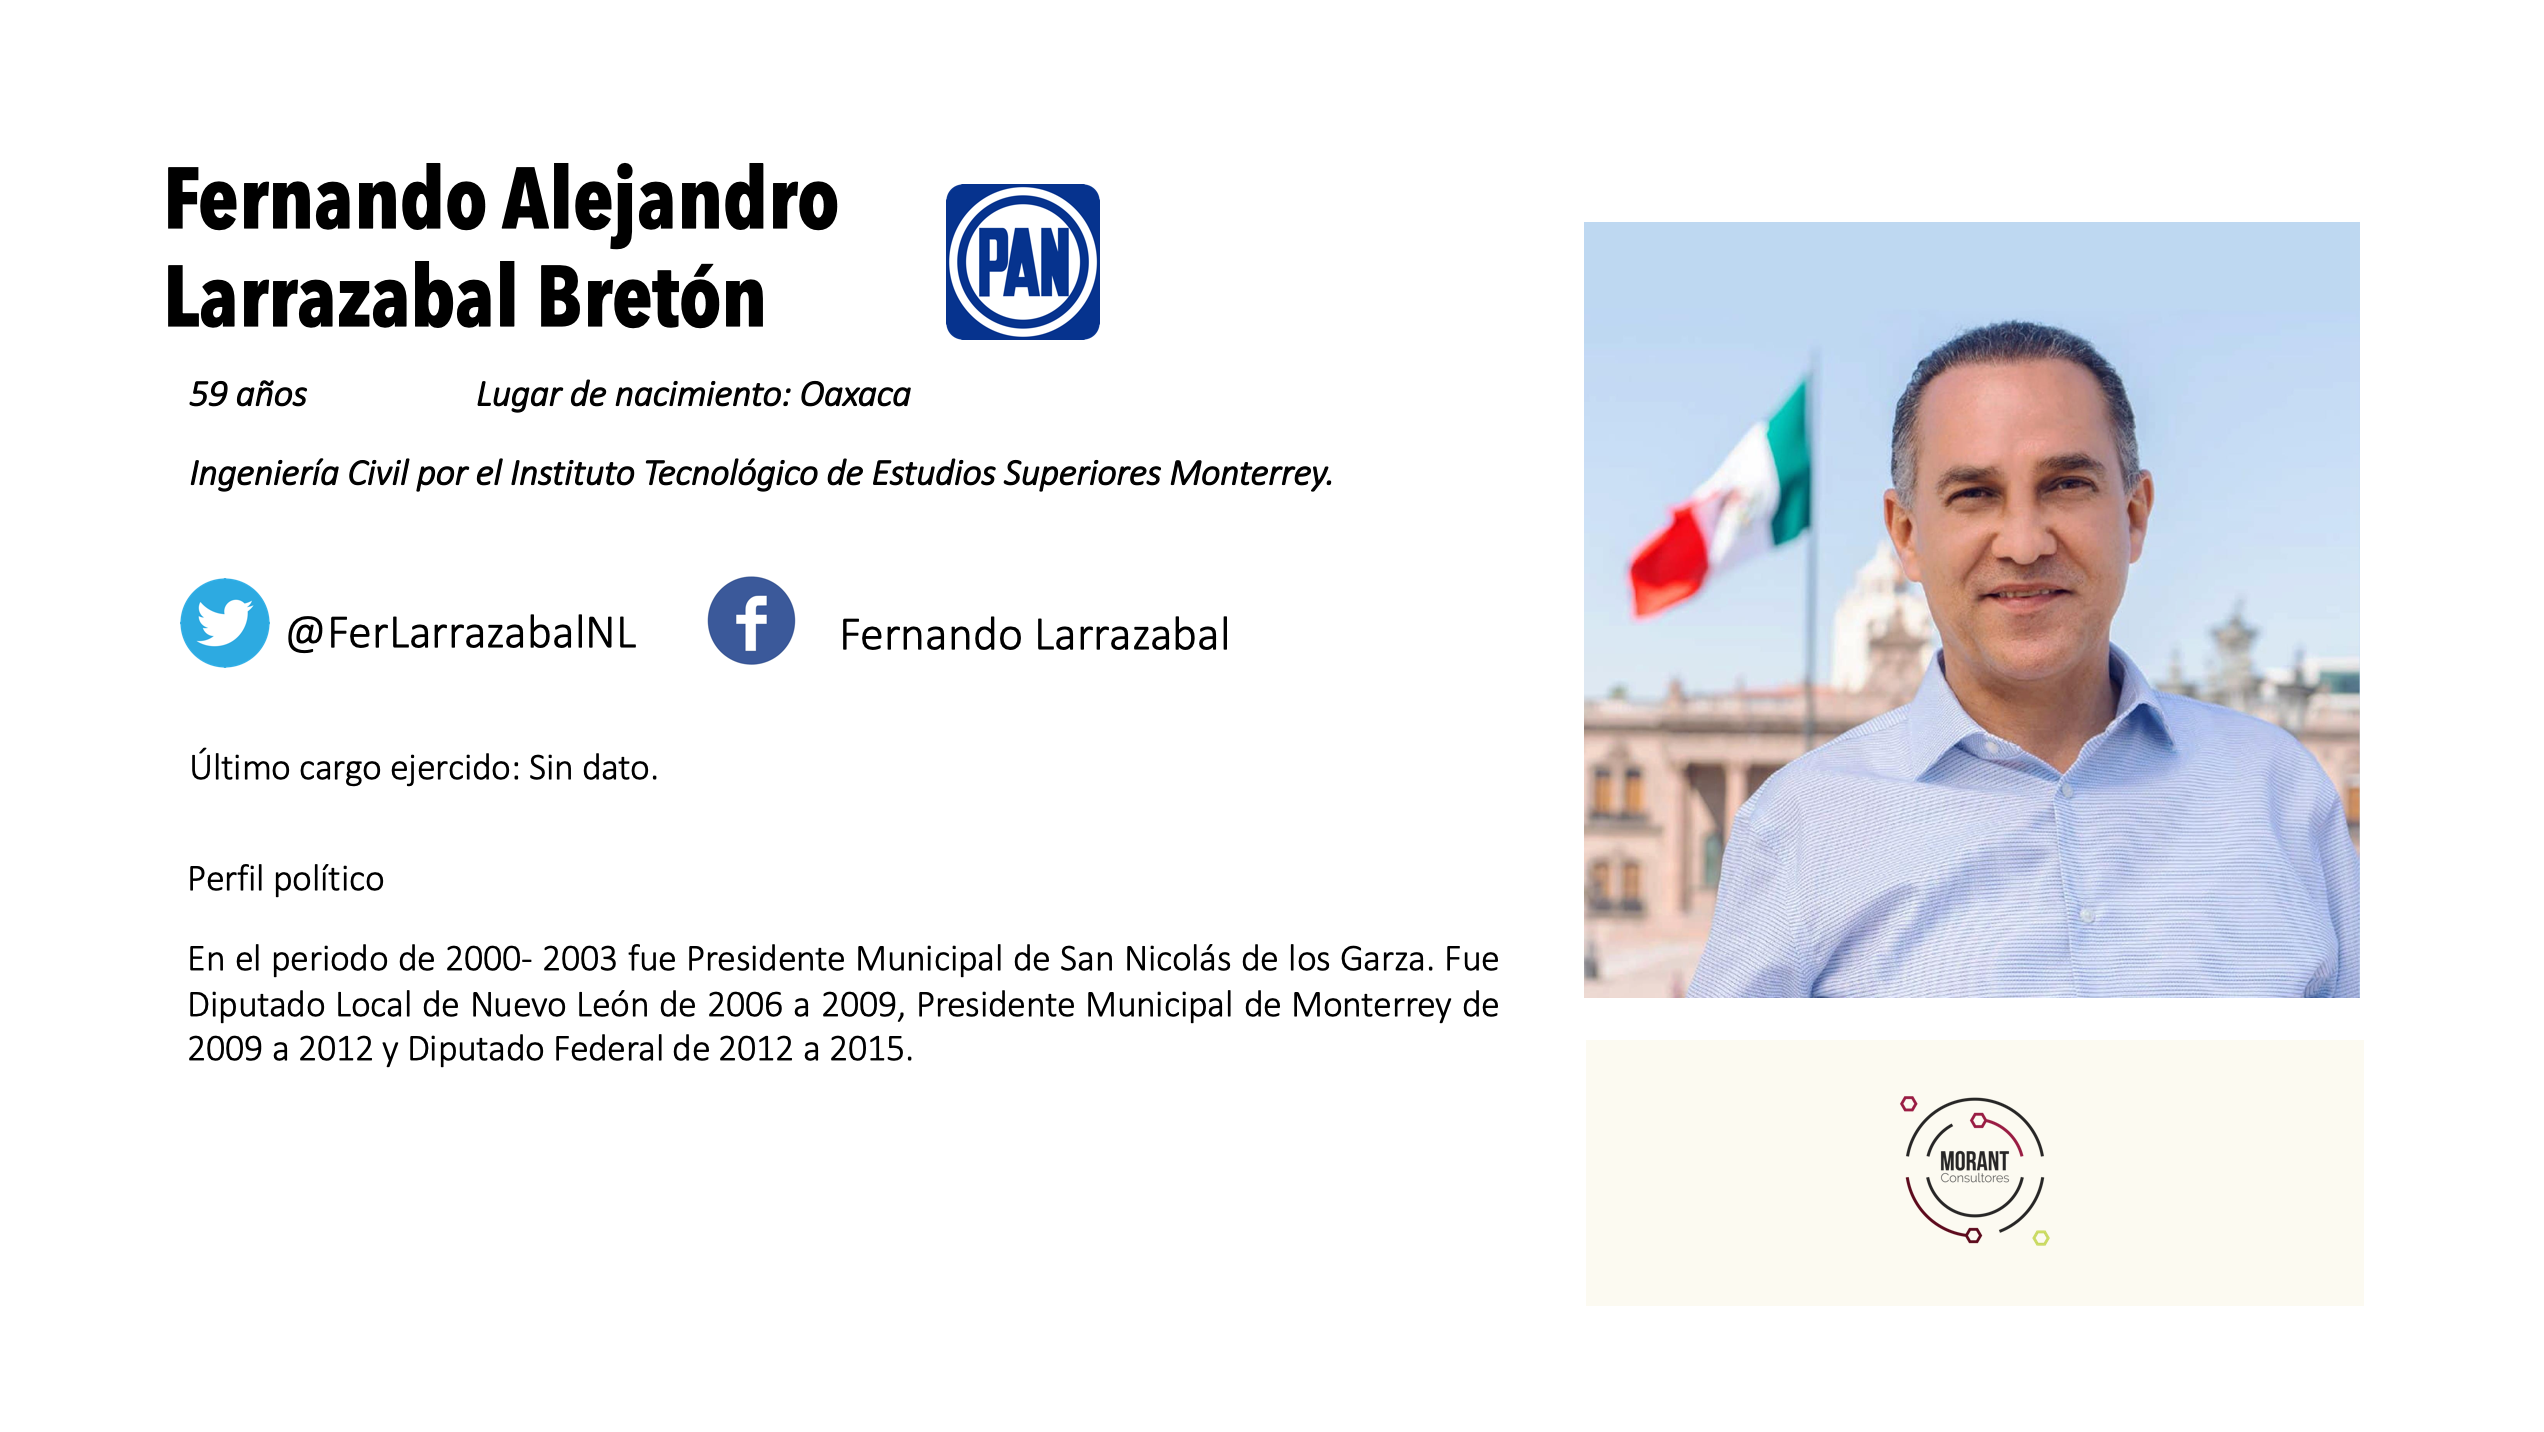 Fernando Alejandro
Larrazabal Bretón
PAN
59 años
Lugar de nacimiento: Oaxaca
Ingeniería Civil por el Instituto Tecnológico de Estudios Superiores Monterrey.
@FerLarrazabalNL
f
Fernando Larrazabal
Último cargo ejercido: Sin dato.
Perfil político
En el periodo de 2000- 2003 fue Presidente Municipal de San Nicolás de los Garza. Fue
Diputado Local de Nuevo León de 2006 a 2009, Presidente Municipal de Monterrey de
2009 a 2012 y Diputado Federal de 2012 a 2015.
MORANT
Consultores